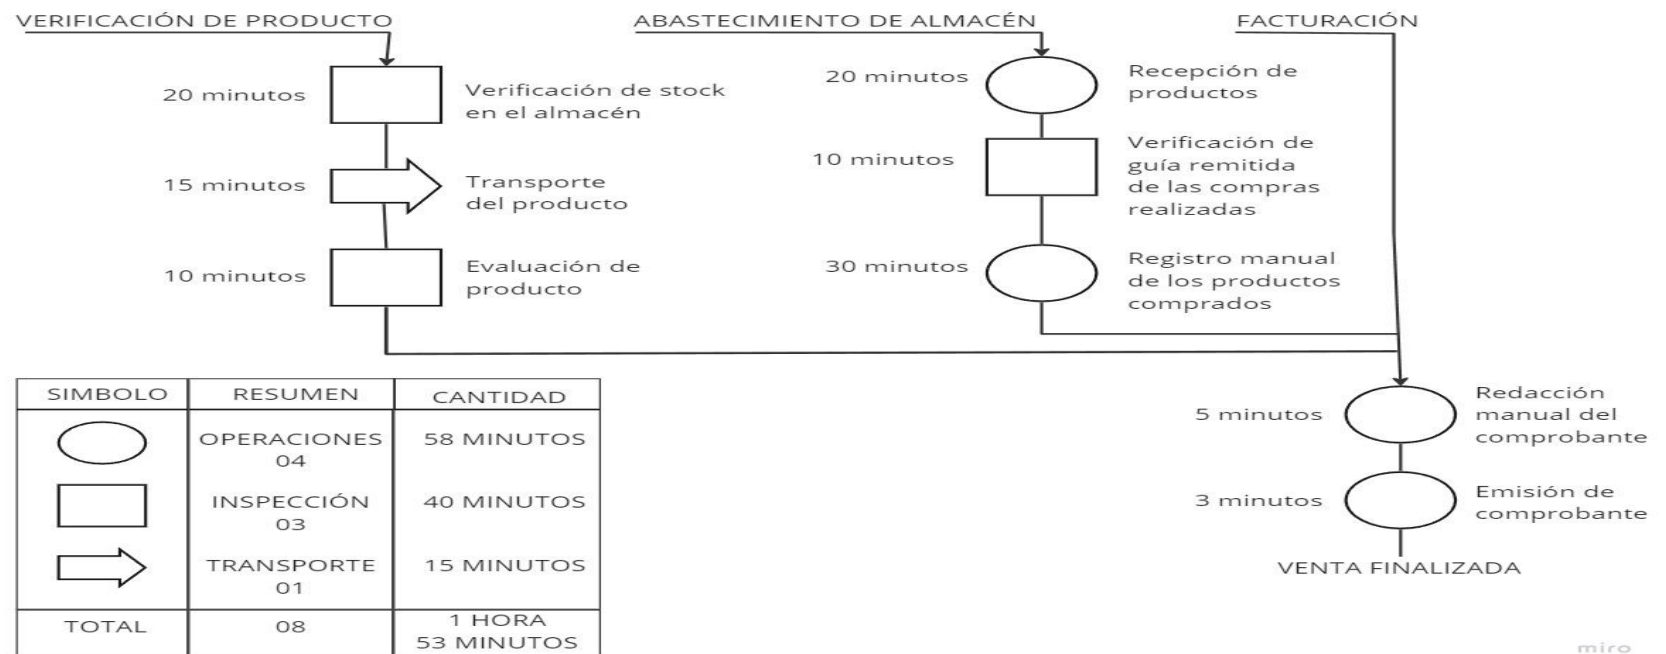 VERIFICACIÓN DE PRODUCTO
20 minutos
Verificación de stock
en el almacén
15 minutos
Transporte
del producto
10 minutos
Evaluación de
producto
ABASTECIMIENTO DE ALMACÉN
20 minutos
Recepción de
productos
10 minutos
Verificación de
guía remitida
de las compras
realizadas
30 minutos
Registro manual
de los productos
comprados
FACTURACIÓN
5 minutos
Redacción
manual del
comprobante
3 minutos
Emisión de
comprobante
VENTA FINALIZADA
SIMBOLO RESUMEN CANTIDAD
OPERACIONES 58 MINUTOS
04
INSPECCIÓN 40 MINUTOS
03
TRANSPORTE 15 MINUTOS
01
TOTAL 08 1 HORA
53 MINUTOS
miro